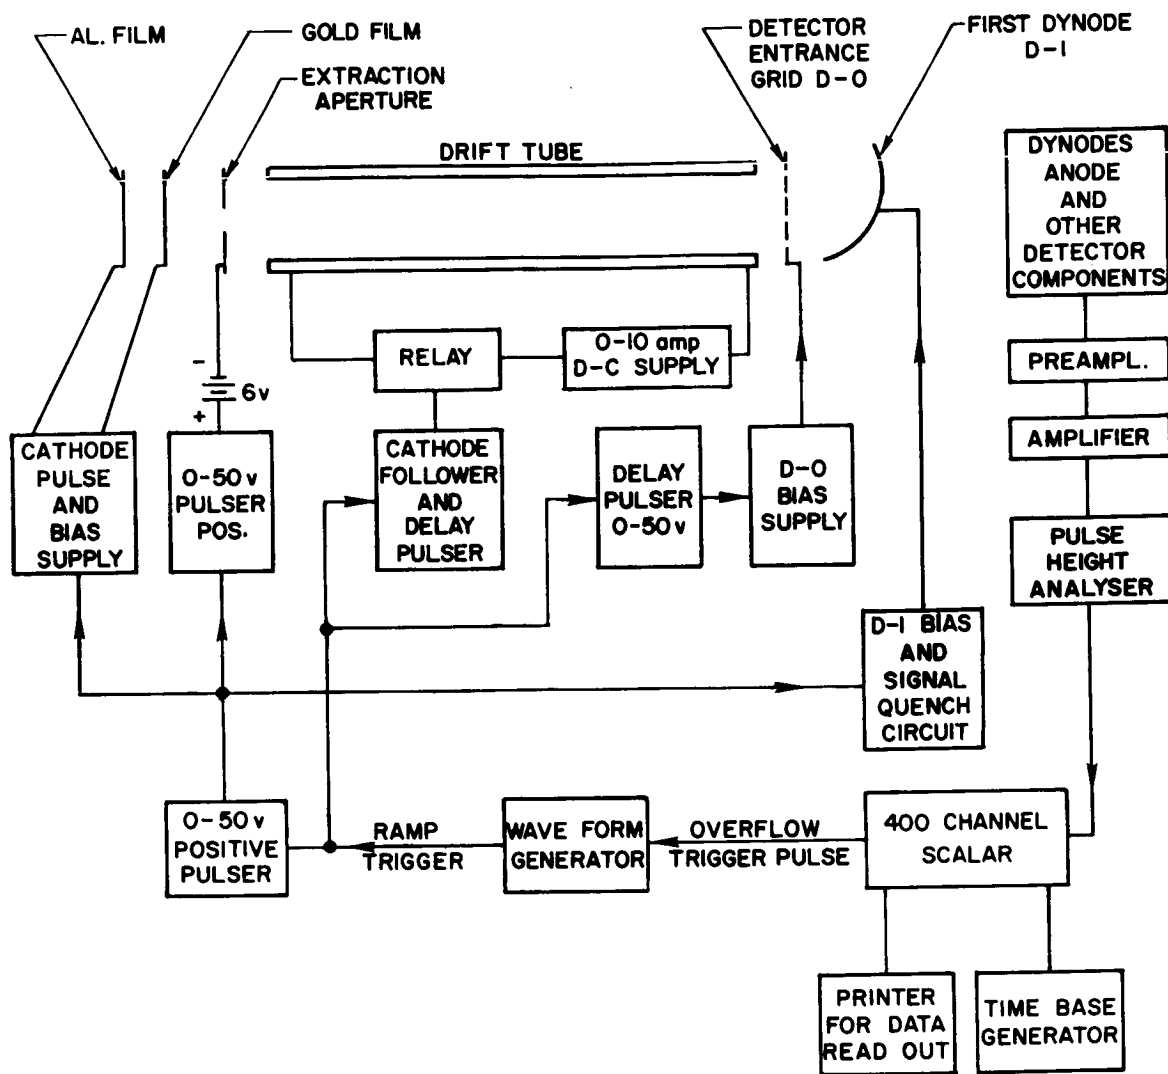 AL. FILM
GOLD FILM
EXTRACTION
APERTURE
DETECTOR
ENTRANCE
GRID D-O
FIRST DYNODE
D-I
DRIFT TUBE
DYNODES
ANODE
AND
OTHER
DETECTOR
COMPONENTS
RELAY
0-10 amp
D-C SUPPLY
PREAMPL.
-
6v
+
AMPLIFIER
CATHODE
PULSE
AND
BIAS
SUPPLY
0-50 v
PULSER
POS.
CATHODE
FOLLOWER
AND
DELAY
PULSER
DELAY
PULSER
0-50 v
D-O
BIAS
SUPPLY
PULSE
HEIGHT
ANALYSER
D-I BIAS
AND
SIGNAL
QUENCH
CIRCUIT
0-50 v
POSITIVE
PULSER
RAMP
TRIGGER
WAVE FORM
GENERATOR
OVERFLOW
TRIGGER PULSE
400 CHANNEL
SCALAR
PRINTER
FOR DATA
READ OUT
TIME BASE
GENERATOR